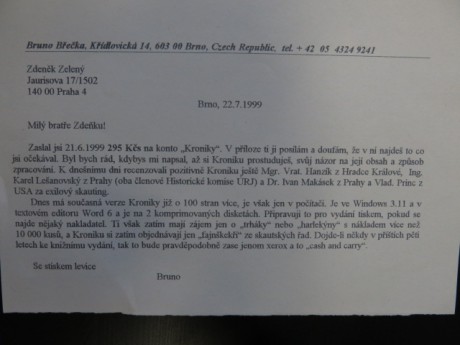 Bruno Břečka, Křídlovická 14, 603 00 Brno, Czech Republic, tel. + 42 05 4324 9241
Zdeněk Zelený
Jaurisova 17/1502
140 00 Praha 4
Brno, 22.7.1999
Milý bratře Zdeňku!
Zaslal jsi 21.6.1999 295 Kčs na konto „Kroniky“. V příloze ti ji posílám a doufám, že v ní najdeš to co
jsi očekával. Byl bych rád, kdybys mi napsal, až si Kroniku prostuduješ, svůj názor na její obsah a způsob
zpracování. K dnešnímu dni recenzovali pozitivně Kroniku ještě Mgr. Vrat. Hanzík z Hradce Králové, Ing.
Karel Lešanovský z Prahy (oba členové Historické komise ÚRJ) a Dr. Ivan Makásek z Prahy a Vlad. Princ z
USA za exilový skauting.
Dnes má současná verze Kroniky již o 100 stran více, je však jen v počítači. Je ve Windows 3.11 a v
textovém editoru Word 6 a je na 2 komprimovaných disketách. Připravuji to pro vydání tiskem, pokud se
najde nějaký nakladatel. Ti však zatím mají zájem jen o „trháky“ nebo „harlekýny“ s nákladem více než
10 000 kusů, a Kroniku si zatím objednávají jen „fajnšmekři“ ze skautských řad. Dojde-li někdy v příštích pěti
letech ke knižnímu vydání, tak to bude pravděpodobně zase jenom xerox a to „cash and carry“.
Se stiskem levice
Bruno